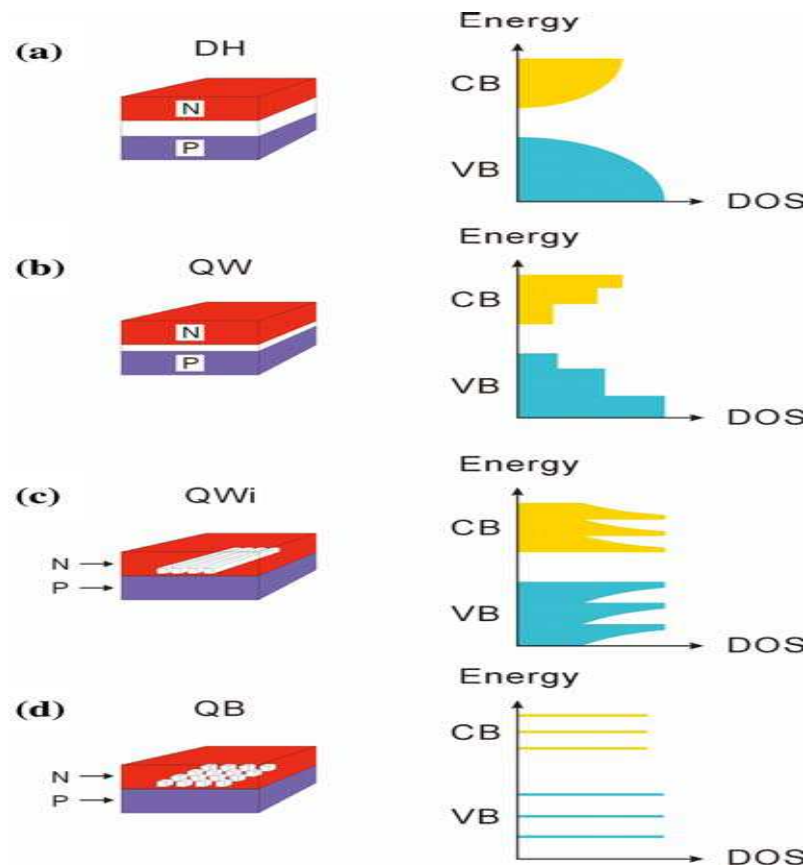 (a)
DH
N
P
Energy
CB
VB
DOS
(b)
QW
N
P
Energy
CB
VB
DOS
(c)
QWi
N
P
Energy
CB
VB
DOS
(d)
QB
N
P
Energy
CB
VB
DOS